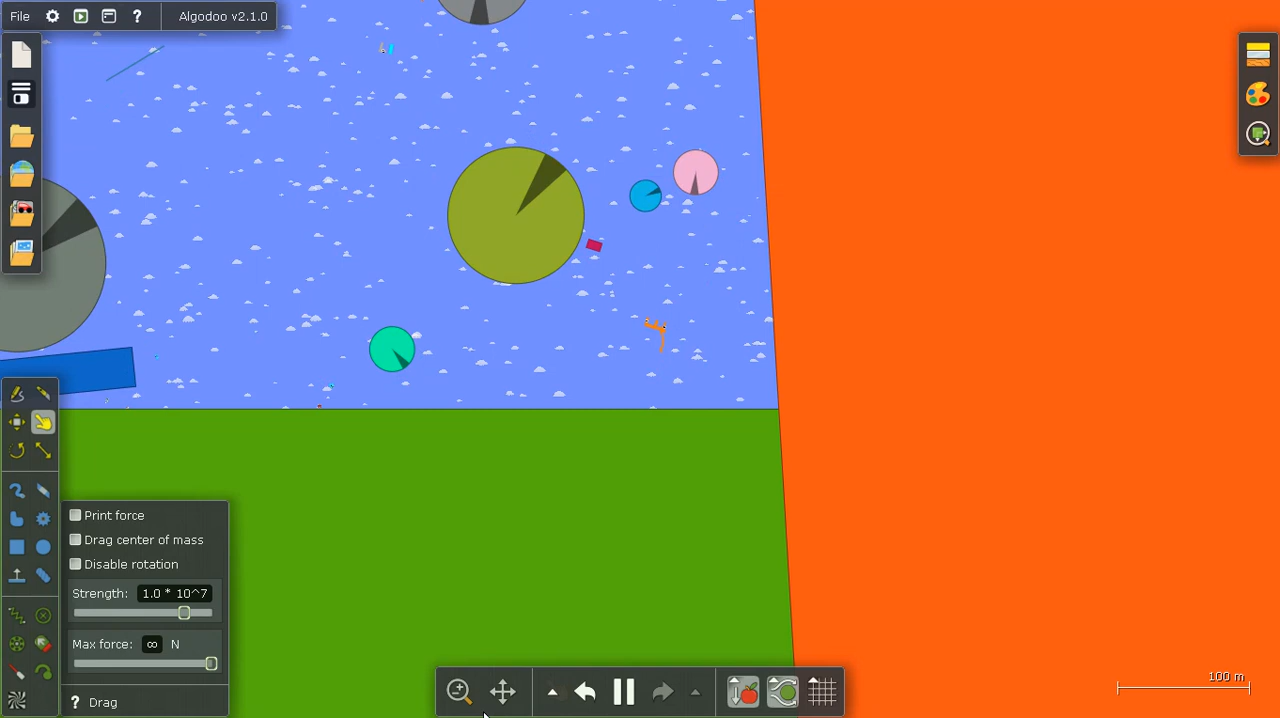 File ? Algodoo v2.1.0
Print force
Drag center of mass
Disable rotation
Strength: 1.0 * 10^7
Max force: ∞ N
? Drag
100 m